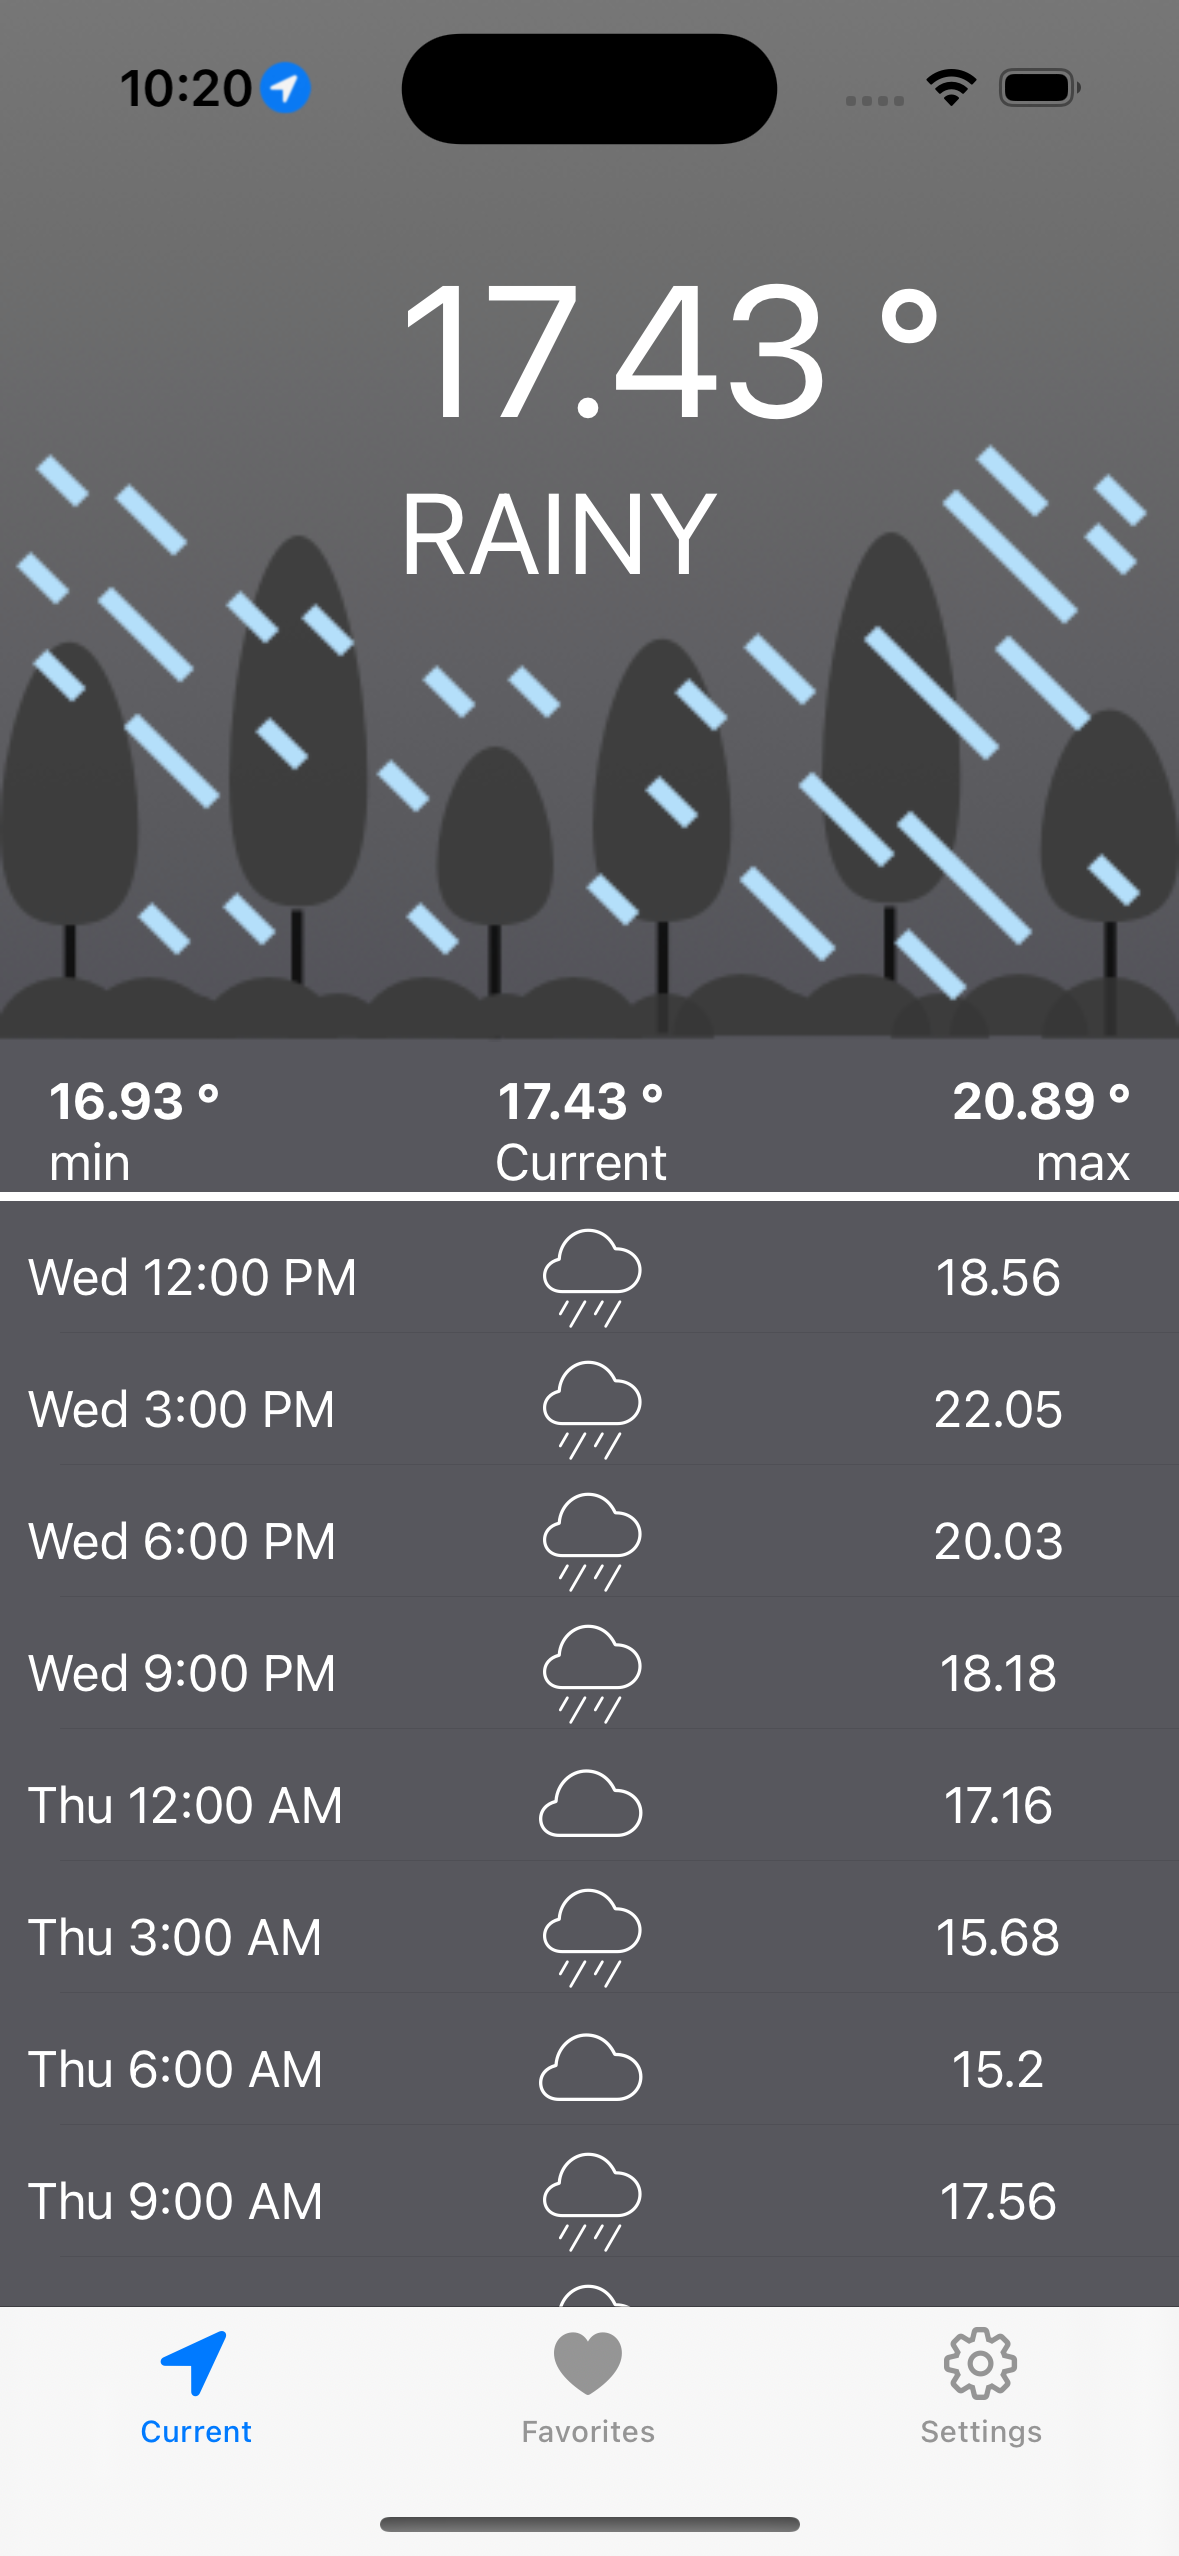 10:20
17.43 °
RAINY
16.93 ° 17.43 ° 20.89 °
min Current max
Wed 12:00 PM 18.56
Wed 3:00 PM 22.05
Wed 6:00 PM 20.03
Wed 9:00 PM 18.18
Thu 12:00 AM 17.16
Thu 3:00 AM 15.68
Thu 6:00 AM 15.2
Thu 9:00 AM 17.56
Current Favorites Settings